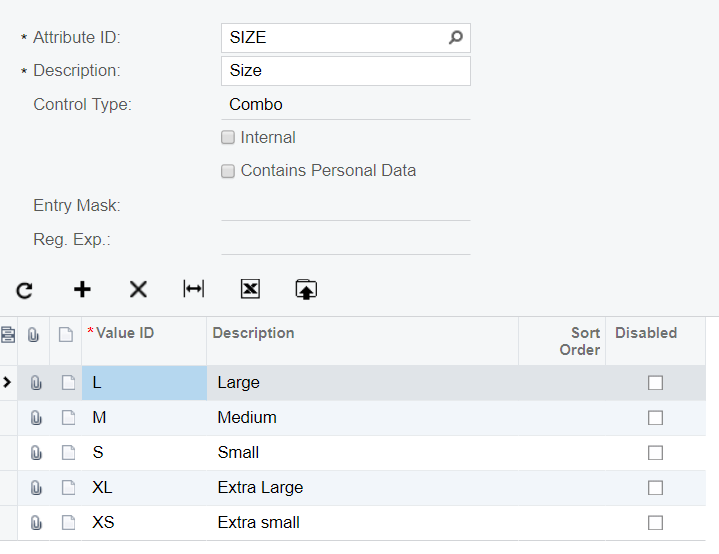 * Attribute ID: SIZE
* Description: Size
Control Type: Combo
Internal
Contains Personal Data
Entry Mask:
Reg. Exp.:
* Value ID Description Sort Order Disabled
L Large
M Medium
S Small
XL Extra Large
XS Extra small